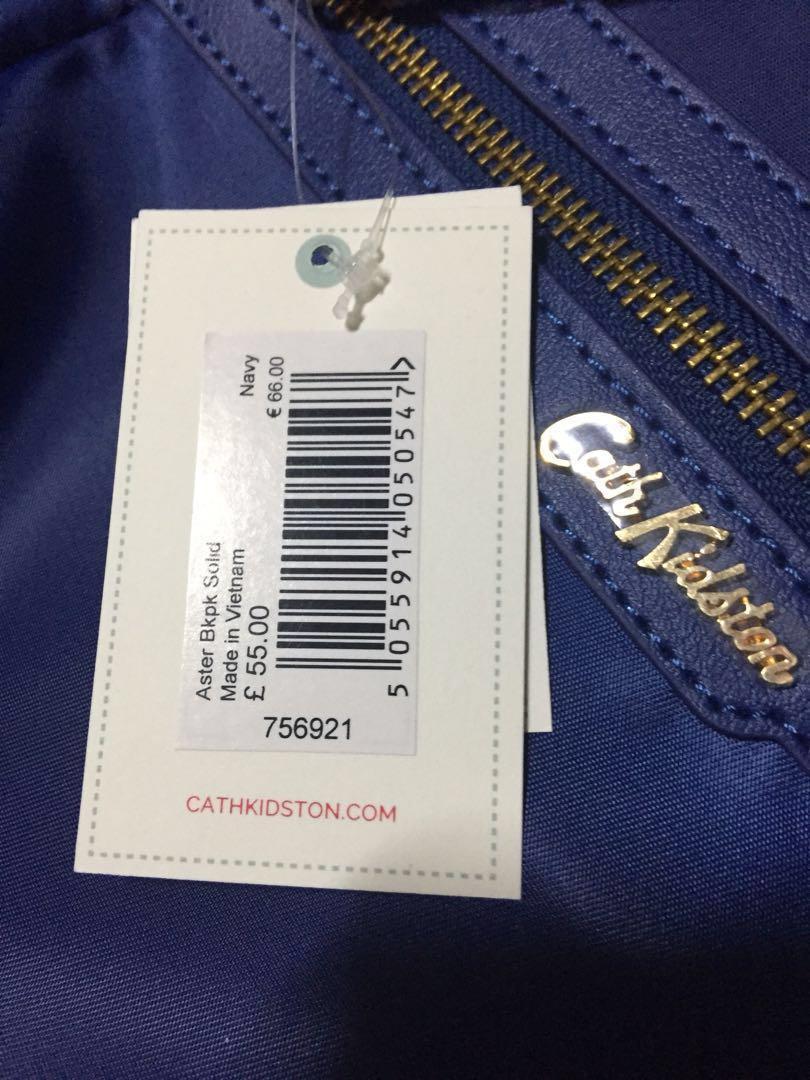 Aster Bkpk Solid
Navy
Made in Vietnam
£ 55.00
€ 66.00
5 055914 050547 >
756921
CATHKIDSTON.COM
Cath Kidston